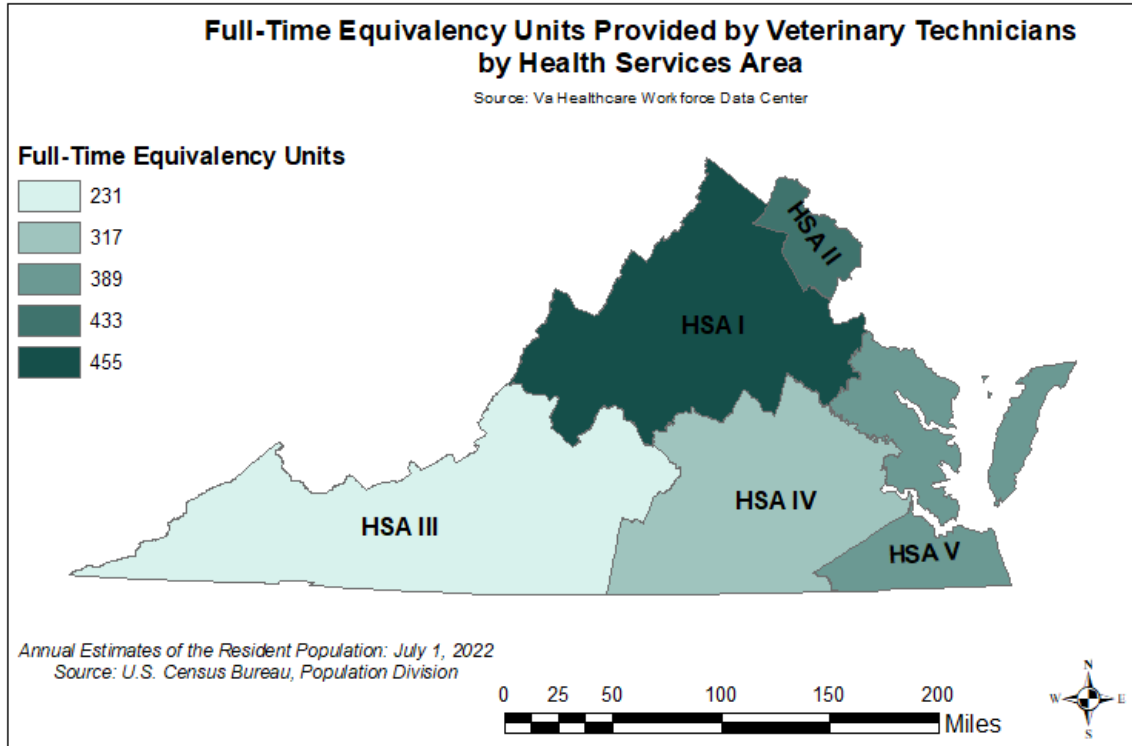 Full-Time Equivalency Units Provided by Veterinary Technicians
by Health Services Area
Source: Va Healthcare Workforce Data Center
Full-Time Equivalency Units
231
317
389
433
455
HSA II
HSA I
HSA IV
HSA III
HSA V
Annual Estimates of the Resident Population: July 1, 2022
Source: U.S. Census Bureau, Population Division
0 25 50 100 150 200
Miles
N
W E
S